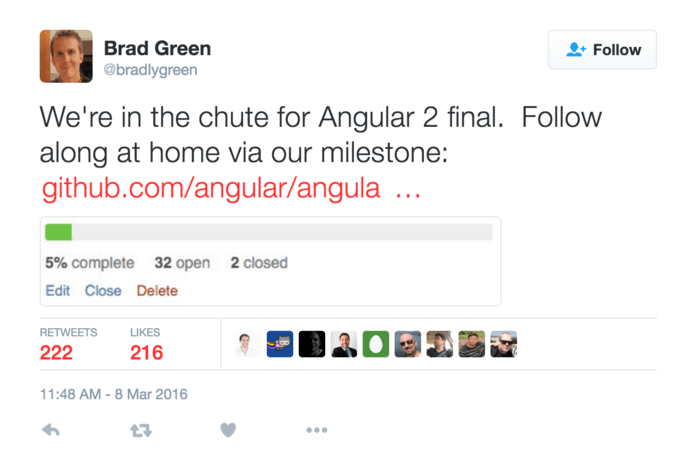 Brad Green
@bradlygreen
Follow
We're in the chute for Angular 2 final.  Follow
along at home via our milestone:
github.com/angular/angula …
5% complete 32 open 2 closed
Edit Close Delete
RETWEETS LIKES
222 216
11:48 AM - 8 Mar 2016